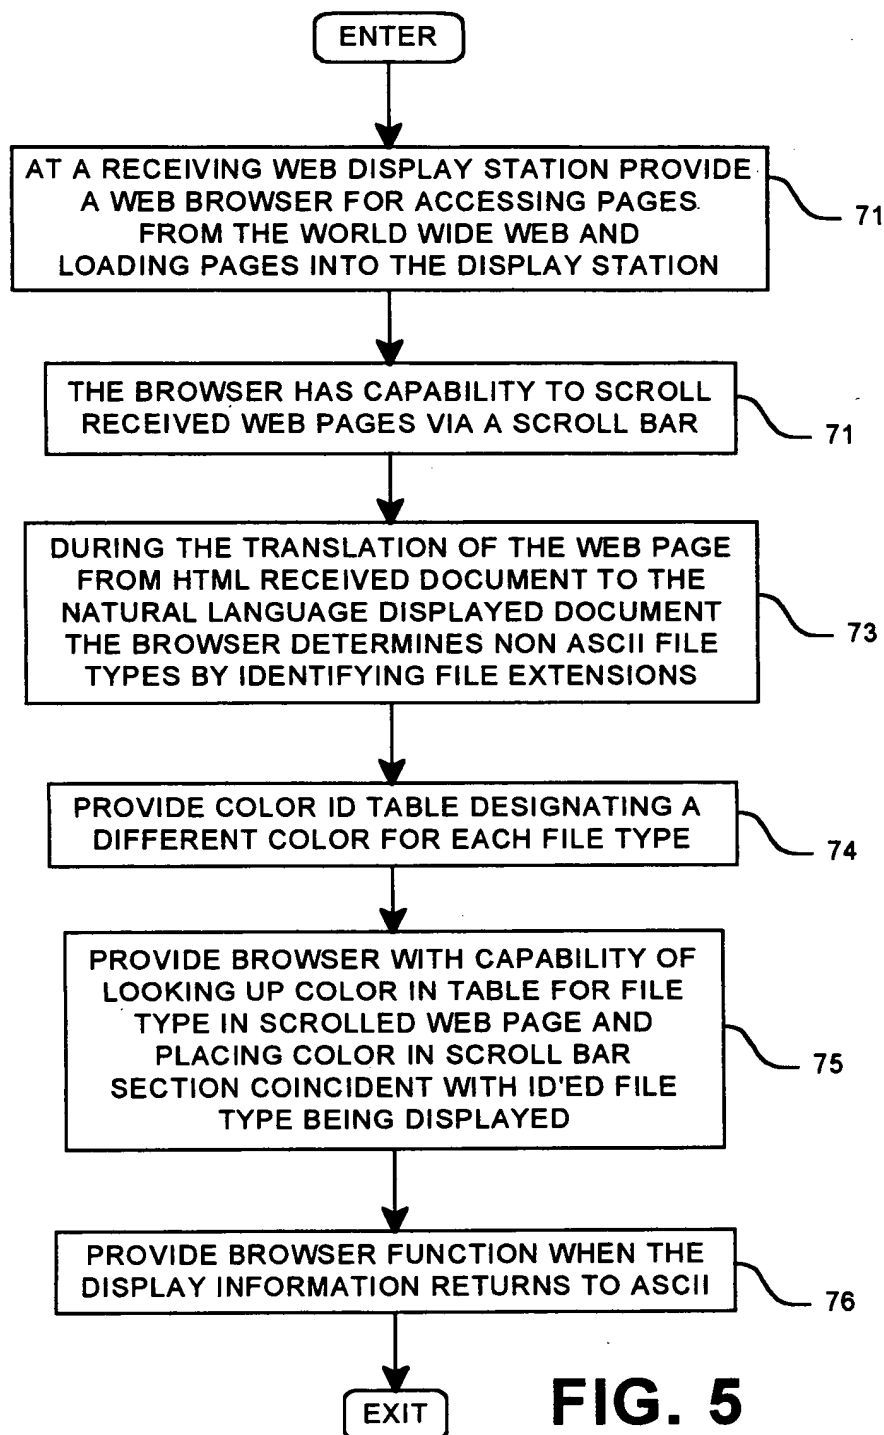 ENTER
AT A RECEIVING WEB DISPLAY STATION PROVIDE
A WEB BROWSER FOR ACCESSING PAGES
FROM THE WORLD WIDE WEB AND
LOADING PAGES INTO THE DISPLAY STATION
71
THE BROWSER HAS CAPABILITY TO SCROLL
RECEIVED WEB PAGES VIA A SCROLL BAR
71
DURING THE TRANSLATION OF THE WEB PAGE
FROM HTML RECEIVED DOCUMENT TO THE
NATURAL LANGUAGE DISPLAYED DOCUMENT
THE BROWSER DETERMINES NON ASCII FILE
TYPES BY IDENTIFYING FILE EXTENSIONS
73
PROVIDE COLOR ID TABLE DESIGNATING A
DIFFERENT COLOR FOR EACH FILE TYPE
74
PROVIDE BROWSER WITH CAPABILITY OF
LOOKING UP COLOR IN TABLE FOR FILE
TYPE IN SCROLLED WEB PAGE AND
PLACING COLOR IN SCROLL BAR
SECTION COINCIDENT WITH ID'ED FILE
TYPE BEING DISPLAYED
75
PROVIDE BROWSER FUNCTION WHEN THE
DISPLAY INFORMATION RETURNS TO ASCII
76
EXIT
FIG. 5